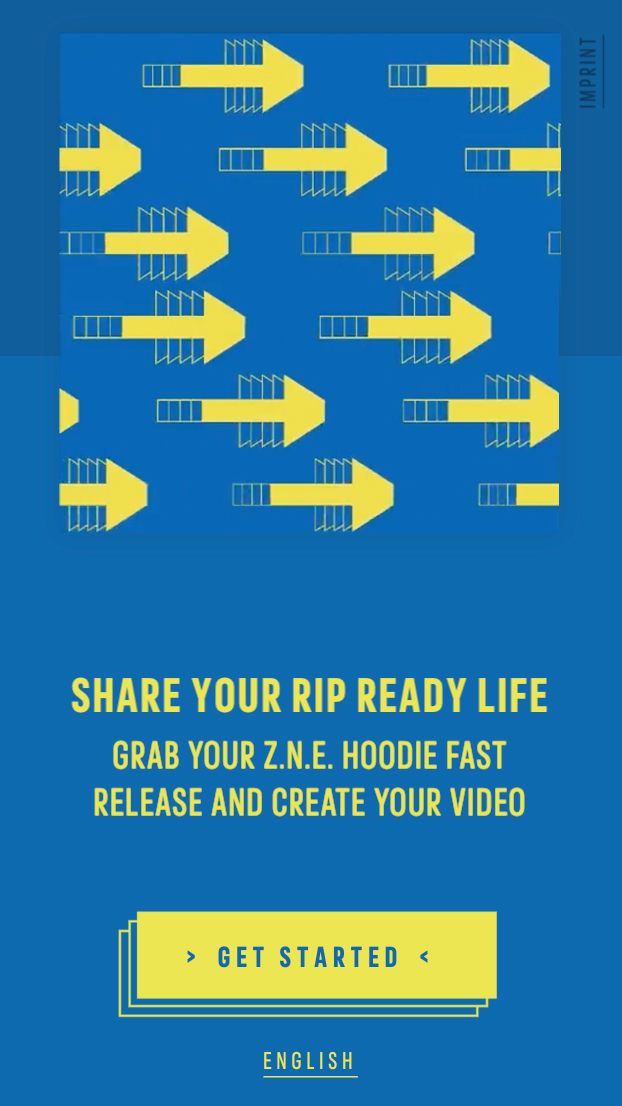 IMPRINT
SHARE YOUR RIP READY LIFE
GRAB YOUR Z.N.E. HOODIE FAST
RELEASE AND CREATE YOUR VIDEO
> GET STARTED <
ENGLISH